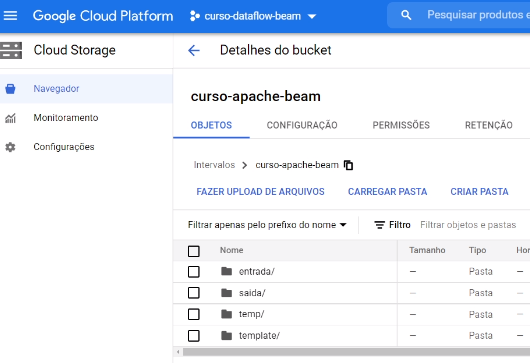 Google Cloud Platform curso-dataflow-beam Pesquisar produtos e
Cloud Storage Detalhes do bucket
Navegador
Monitoramento
Configurações
curso-apache-beam
OBJETOS CONFIGURAÇÃO PERMISSÕES RETENÇÃO
Intervalos curso-apache-beam
FAZER UPLOAD DE ARQUIVOS CARREGAR PASTA CRIAR PASTA
Filtrar apenas pelo prefixo do nome Filtro Filtrar objetos e pastas
Nome Tamanho Tipo Hor
entrada/ — Pasta —
saida/ — Pasta —
temp/ — Pasta —
template/ — Pasta —